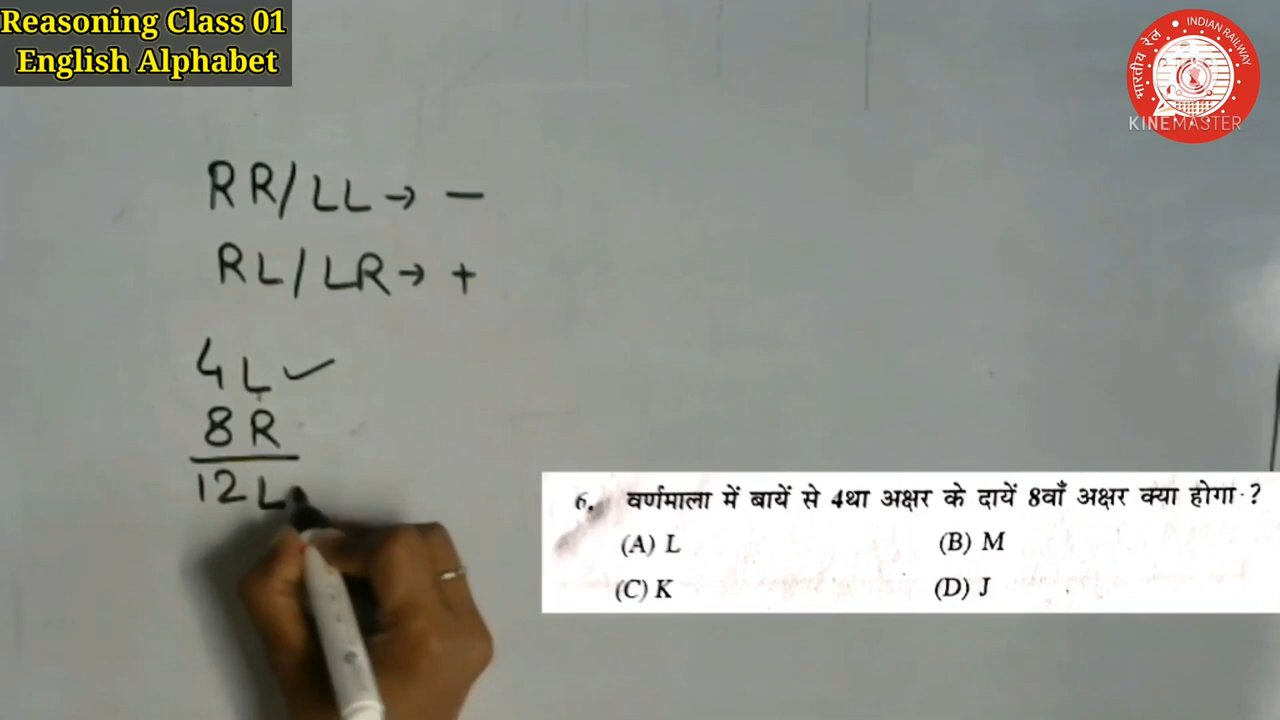 Reasoning Class 01
English Alphabet
भारतीय रेल • INDIAN RAILWAY
KINEMASTER
RR/LL→ −
RL/LR→ +
4L ✓
8R
12L
6. वर्णमाला में बायें से 4था अक्षर के दायें 8वाँ अक्षर क्या होगा ?
(A) L (B) M
(C) K (D) J